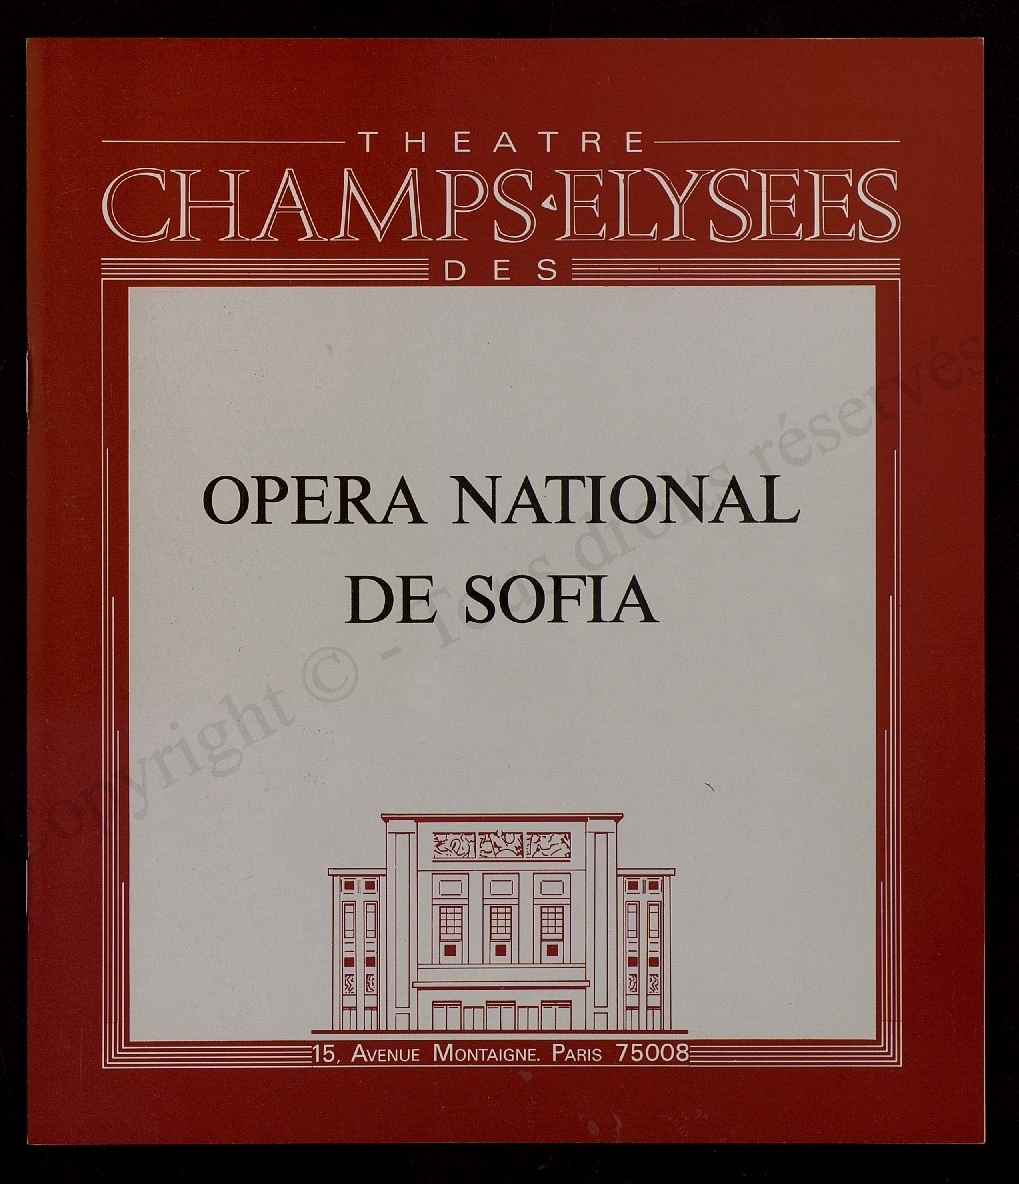 THEATRE
CHAMPS-ELYSEES
DES
OPERA NATIONAL
DE SOFIA
Copyright © - Tous droits réservés
15, AVENUE MONTAIGNE. PARIS 75008